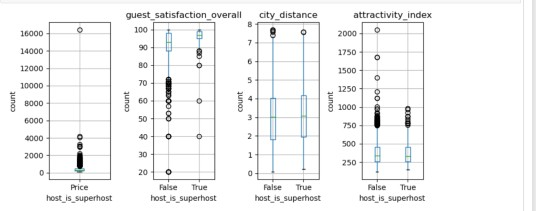 guest_satisfaction_overall
city_distance
attractivity_index
16000
14000
12000
10000
8000
6000
4000
2000
0
count
Price
host_is_superhost
100
90
80
70
60
50
40
30
20
count
False True
host_is_superhost
8
7
6
5
4
3
2
1
0
count
False True
host_is_superhost
2000
1750
1500
1250
1000
750
500
250
count
False True
host_is_superhost